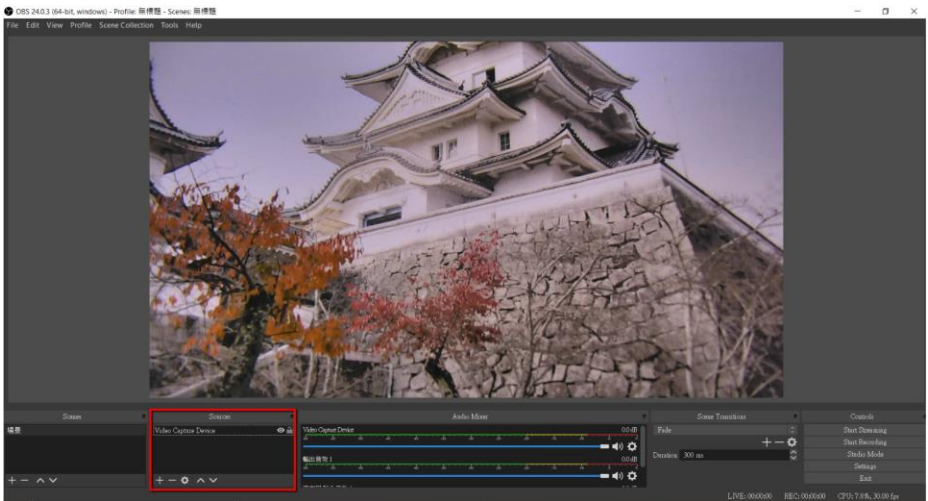 OBS 24.0.3 (64-bit, windows) - Profile: 無標題 - Scenes: 無標題
File Edit View Profile Scene Collection Tools Help
Scenes
場景
Sources
Video Capture Device
Audio Mixer
Video Capture Device
0.0 dB
0.0 dB
Scene Transitions
Fade
Duration 300 ms
Controls
Start Streaming
Start Recording
Studio Mode
Settings
Exit
LIVE: 00:00:00 REC: 00:00:00 CPU: 7.0%, 30.00 fps